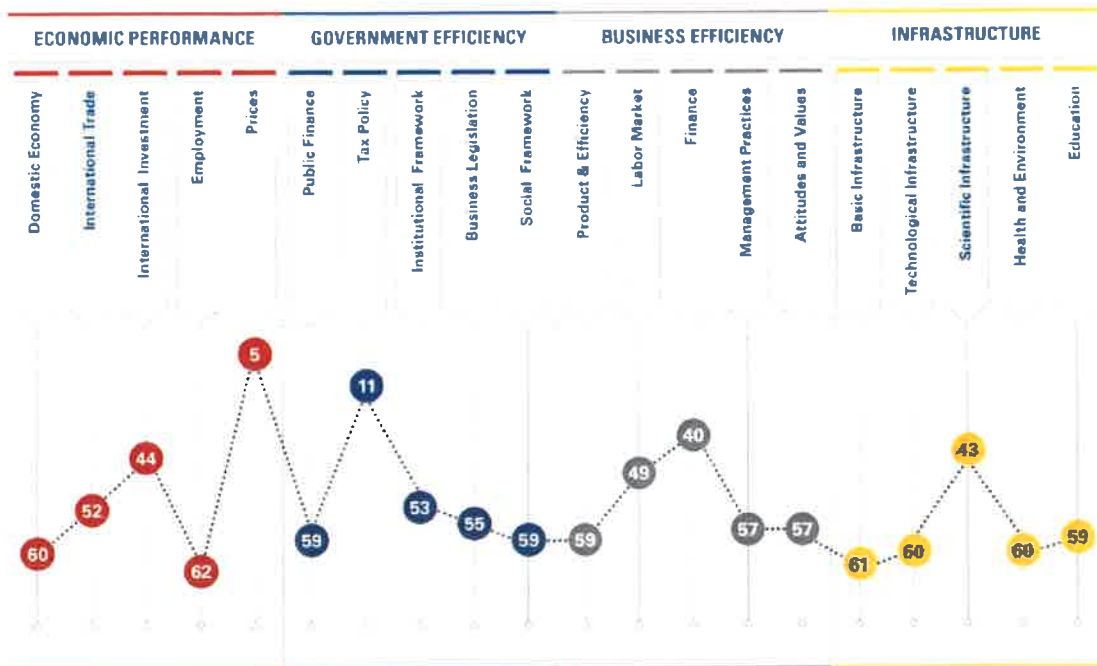 ECONOMIC PERFORMANCE
GOVERNMENT EFFICIENCY
BUSINESS EFFICIENCY
INFRASTRUCTURE
Domestic Economy
International Trade
International Investment
Employment
Prices
Public Finance
Tax Policy
Institutional Framework
Business Legislation
Social Framework
Product & Efficiency
Labor Market
Finance
Management Practices
Attitudes and Values
Basic Infrastructure
Technological Infrastructure
Scientific Infrastructure
Health and Environment
Education
60
52
44
62
5
59
11
53
55
59
59
49
40
57
57
61
60
43
60
59